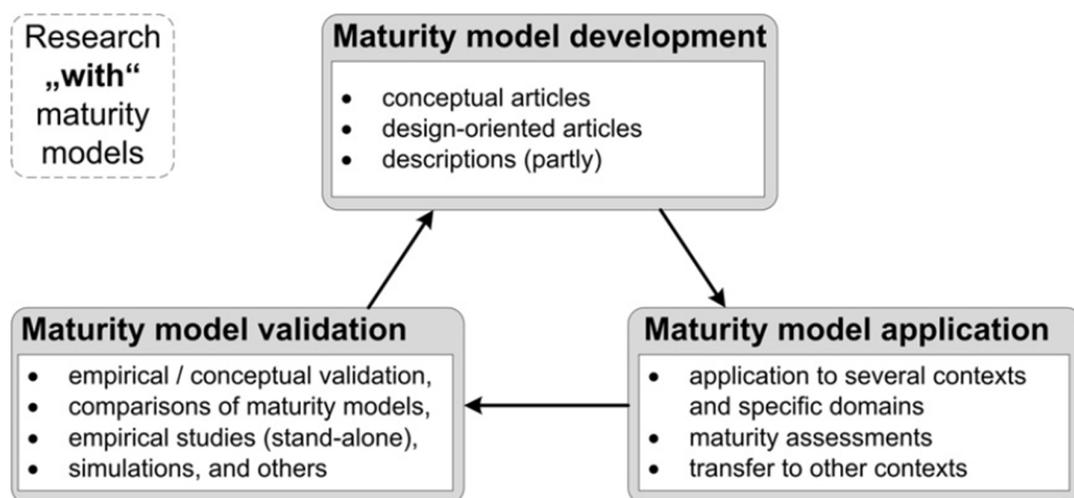 Research
„with“
maturity
models
Maturity model development
• conceptual articles
• design-oriented articles
• descriptions (partly)
Maturity model validation
• empirical / conceptual validation,
• comparisons of maturity models,
• empirical studies (stand-alone),
• simulations, and others
Maturity model application
• application to several contexts
and specific domains
• maturity assessments
• transfer to other contexts